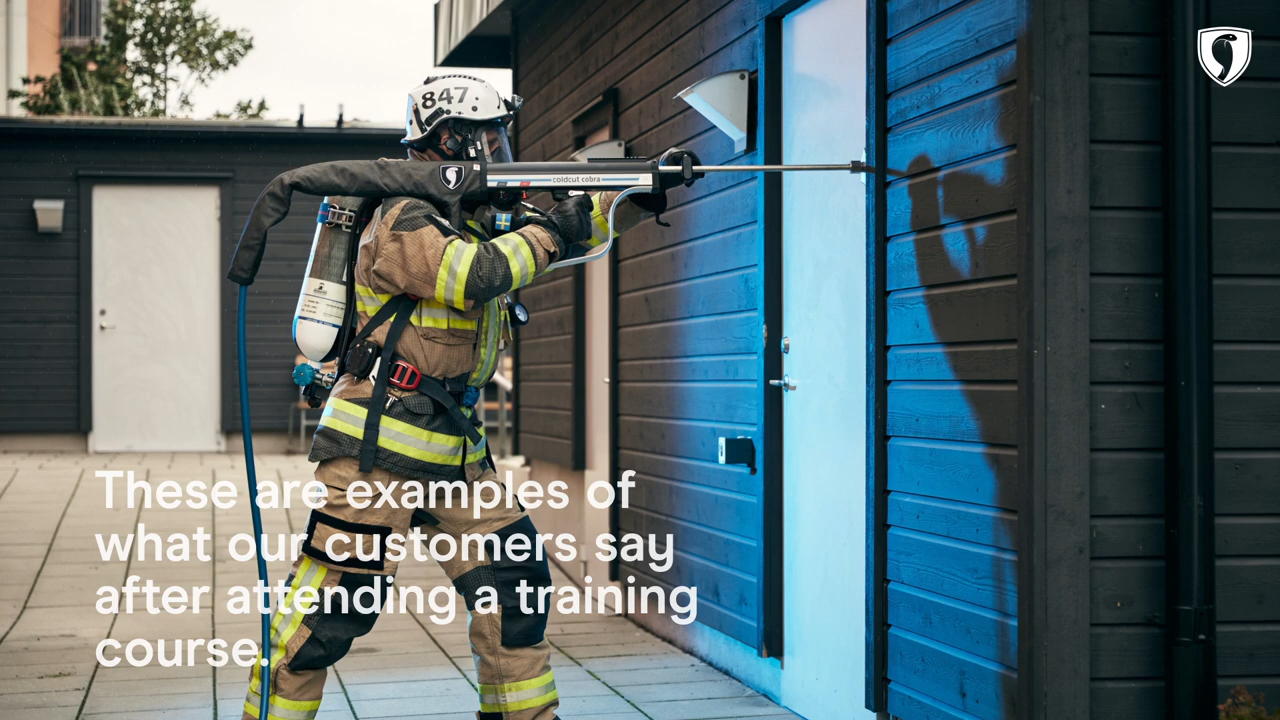 847
coldcut cobra
These are examples of
what our customers say
after attending a training
course.